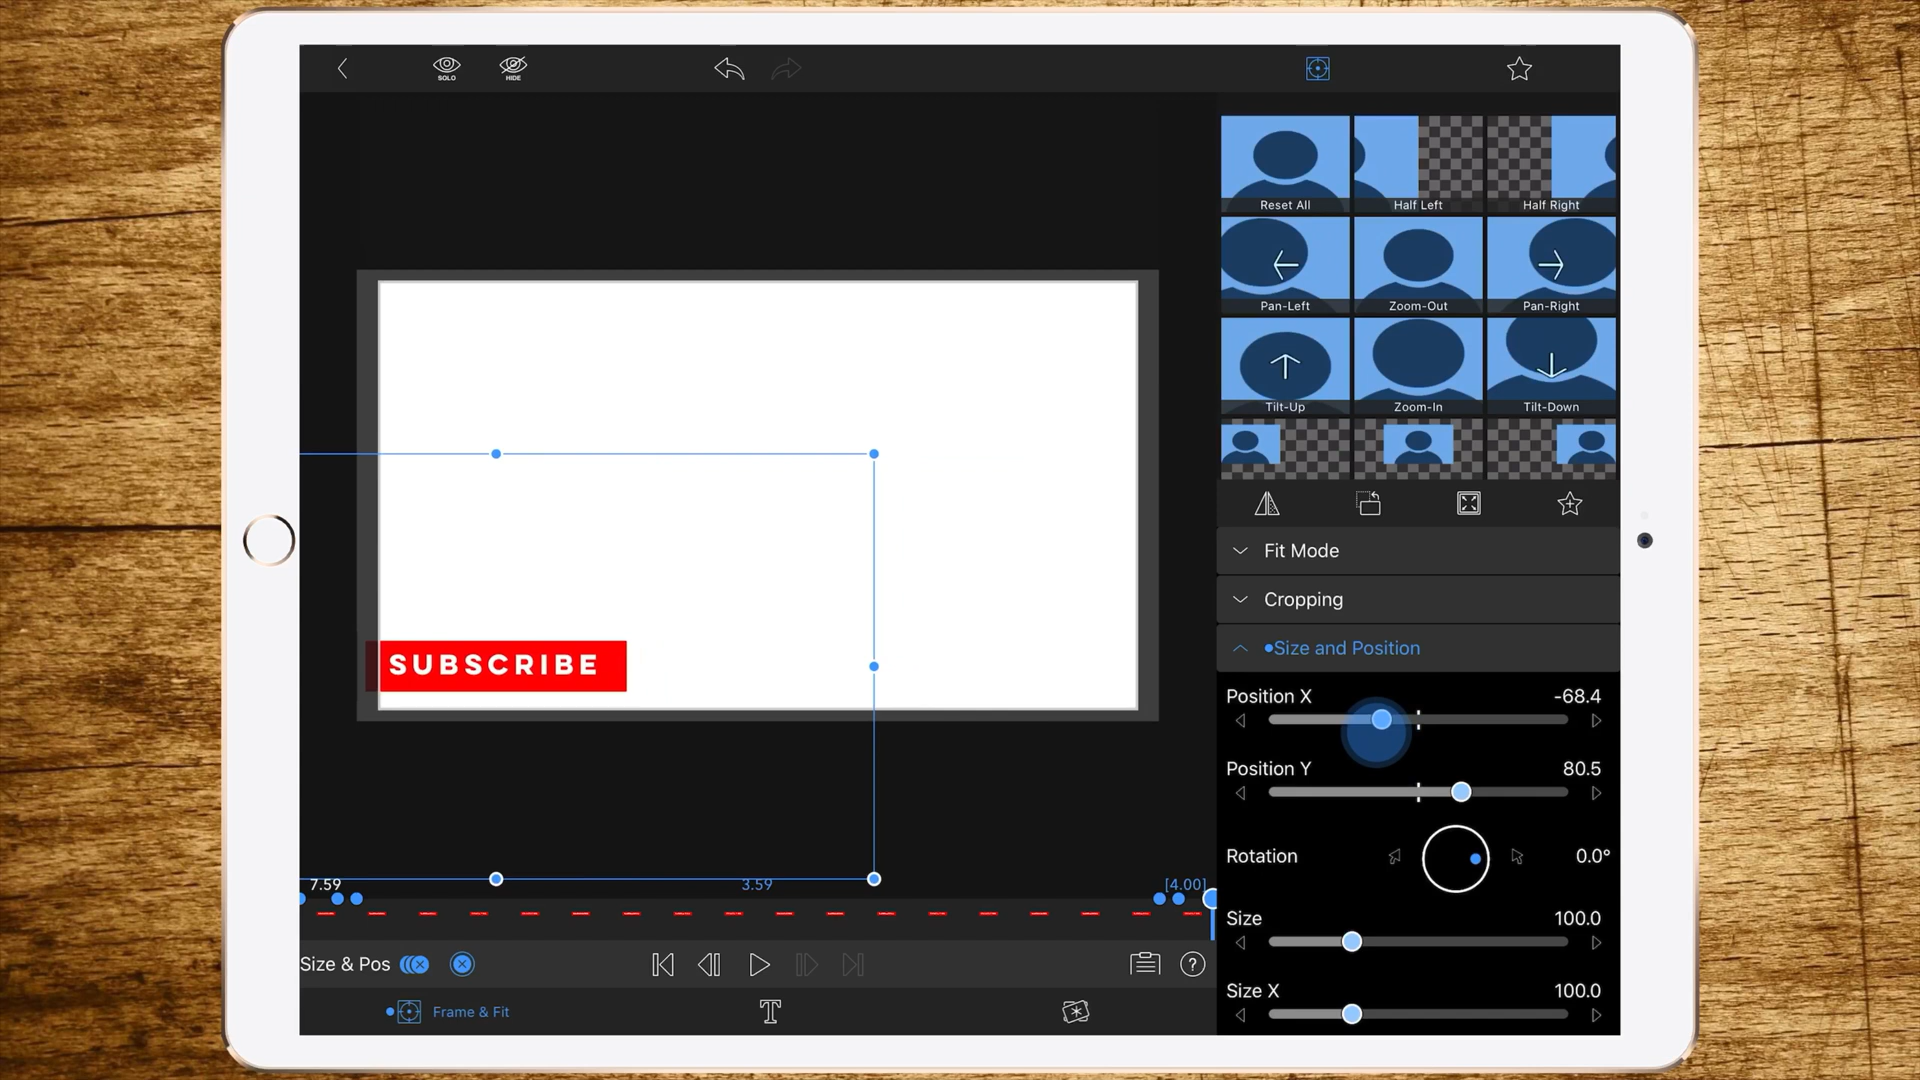 SOLO
HIDE
Reset All
Half Left
Half Right
Pan-Left
Zoom-Out
Pan-Right
Tilt-Up
Zoom-In
Tilt-Down
Fit Mode
Cropping
Size and Position
Position X
-68.4
Position Y
80.5
Rotation
0.0°
Size
100.0
Size X
100.0
SUBSCRIBE
7.59
3.59
[4.00]
Size & Pos
?
Frame & Fit
T